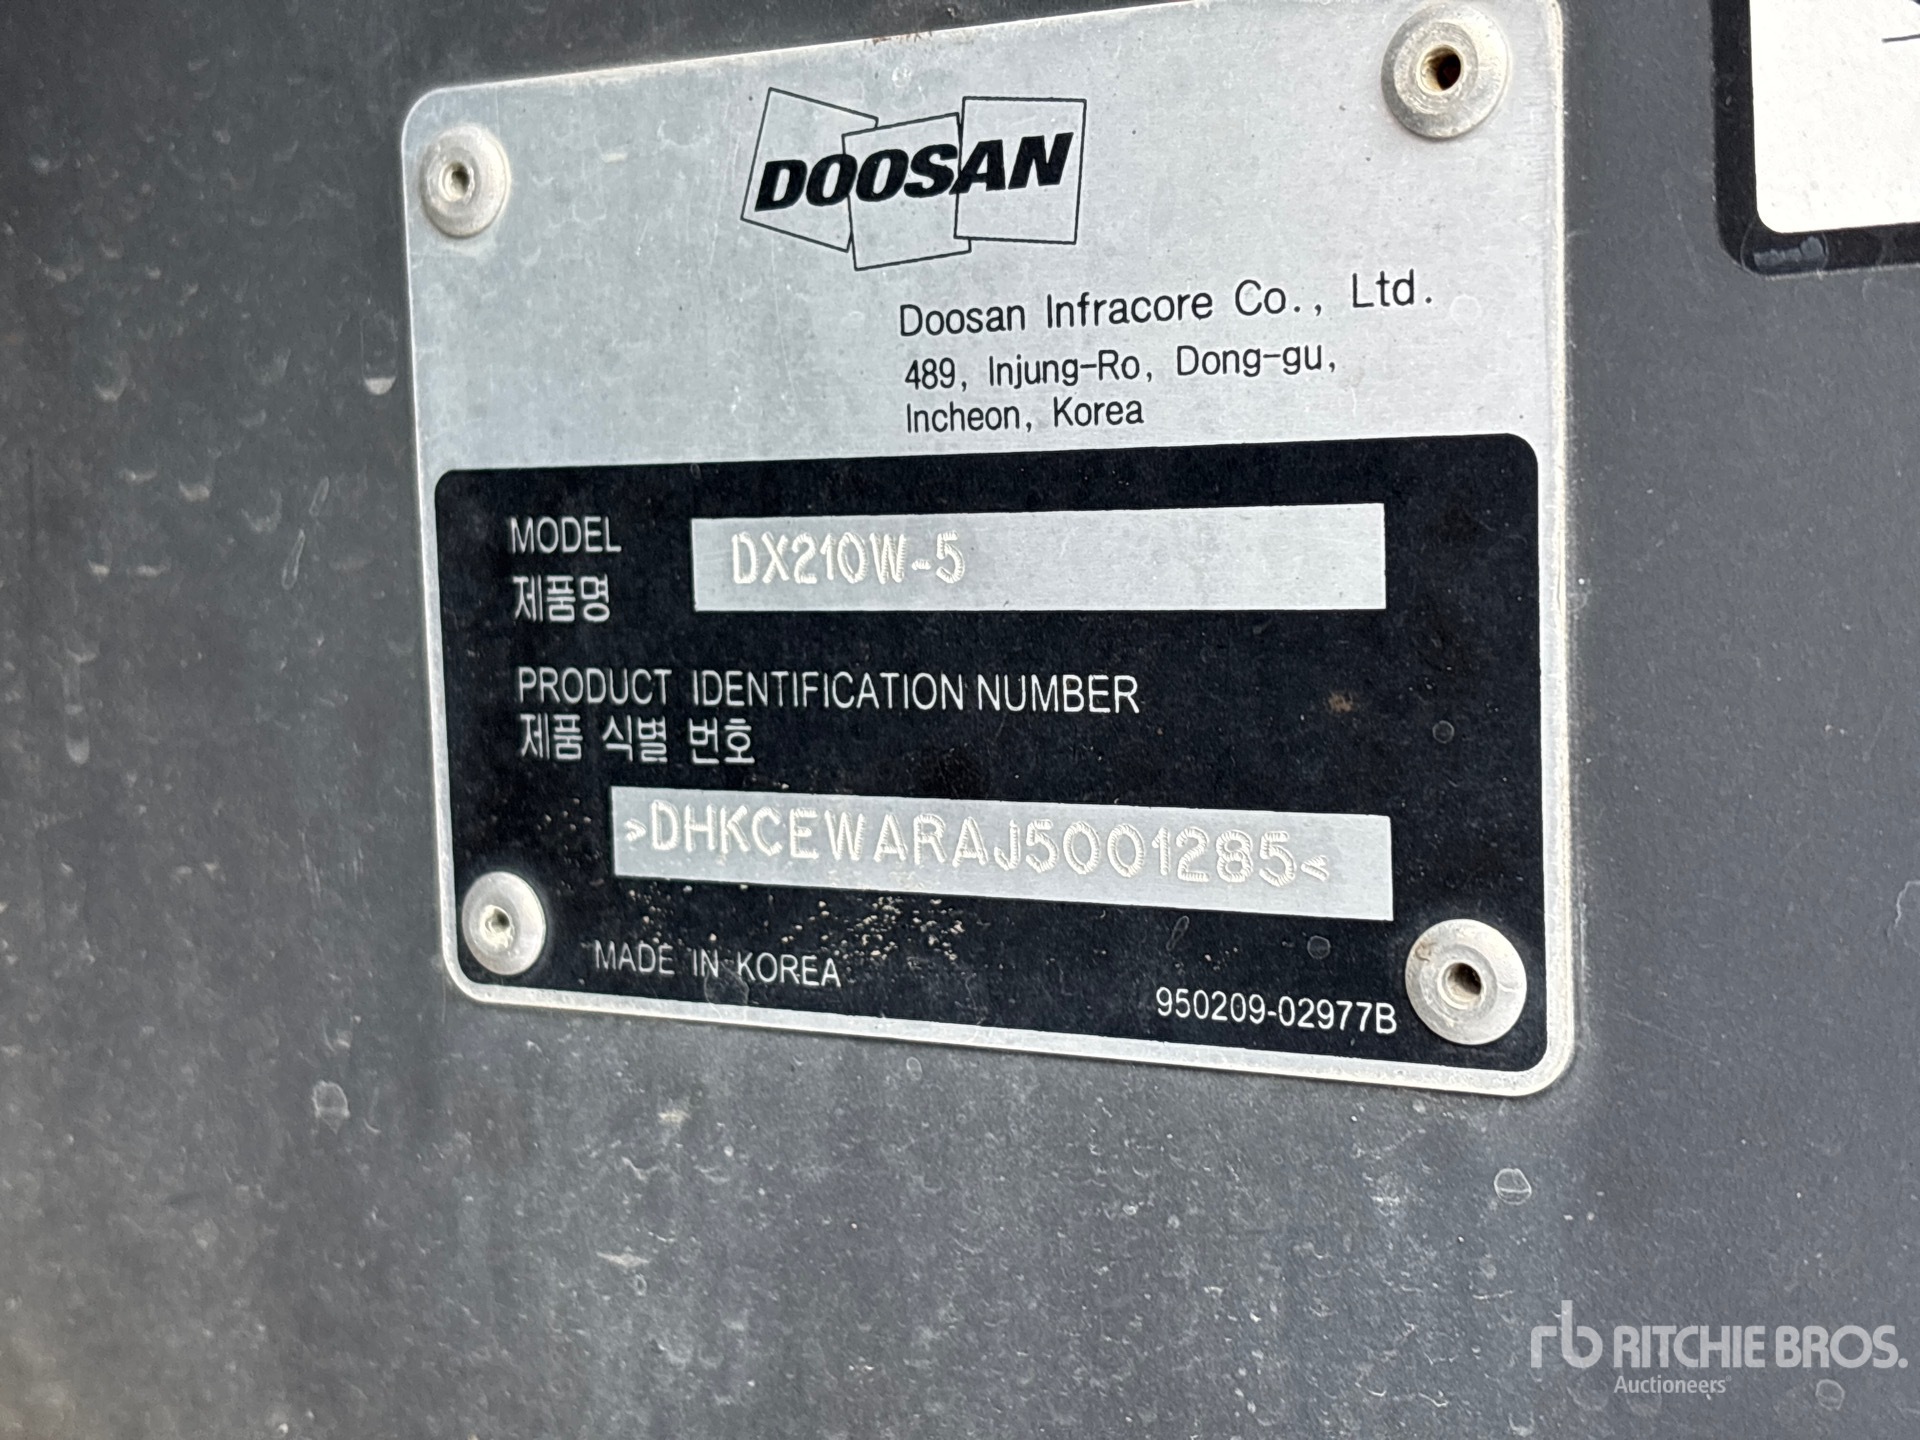 DOOSAN
Doosan Infracore Co., Ltd.
489, Injung-Ro, Dong-gu,
Incheon, Korea
MODEL
제품명
DX210W-5
PRODUCT IDENTIFICATION NUMBER
제품 식별 번호
>DHKCEWARAJ5001285<
MADE IN KOREA
950209-02977B
rb RITCHIE BROS.
Auctioneers